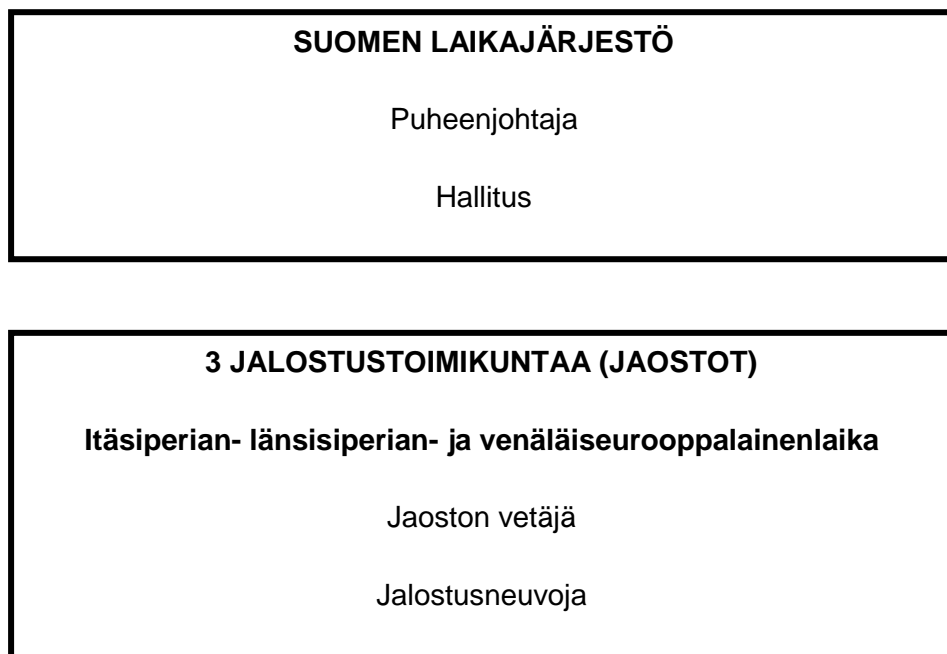 SUOMEN LAIKAJÄRJESTÖ
Puheenjohtaja
Hallitus
3 JALOSTUSTOIMIKUNTAA (JAOSTOT)
Itäsiperian- länsisiperian- ja venäläiseurooppalainenlaika
Jaoston vetäjä
Jalostusneuvoja